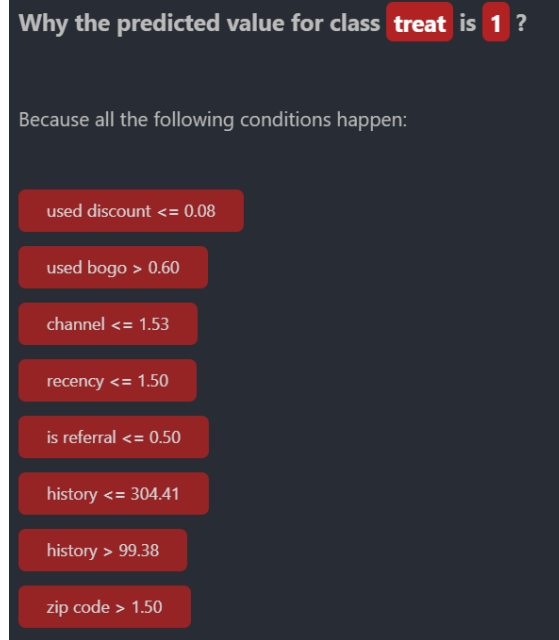 Why the predicted value for class treat is 1 ?
Because all the following conditions happen:
used discount <= 0.08
used bogo > 0.60
channel <= 1.53
recency <= 1.50
is referral <= 0.50
history <= 304.41
history > 99.38
zip code > 1.50